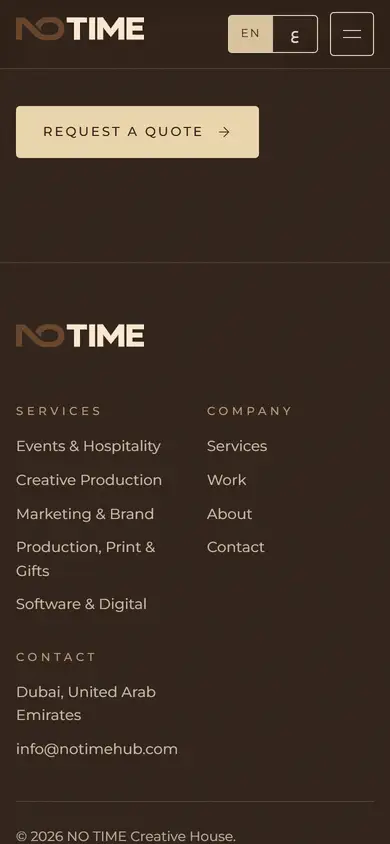 NOTIME
EN
ع
REQUEST A QUOTE →
NOTIME
SERVICES
Events & Hospitality
Creative Production
Marketing & Brand
Production, Print &
Gifts
Software & Digital
COMPANY
Services
Work
About
Contact
CONTACT
Dubai, United Arab
Emirates
info@notimehub.com
© 2026 NO TIME Creative House.